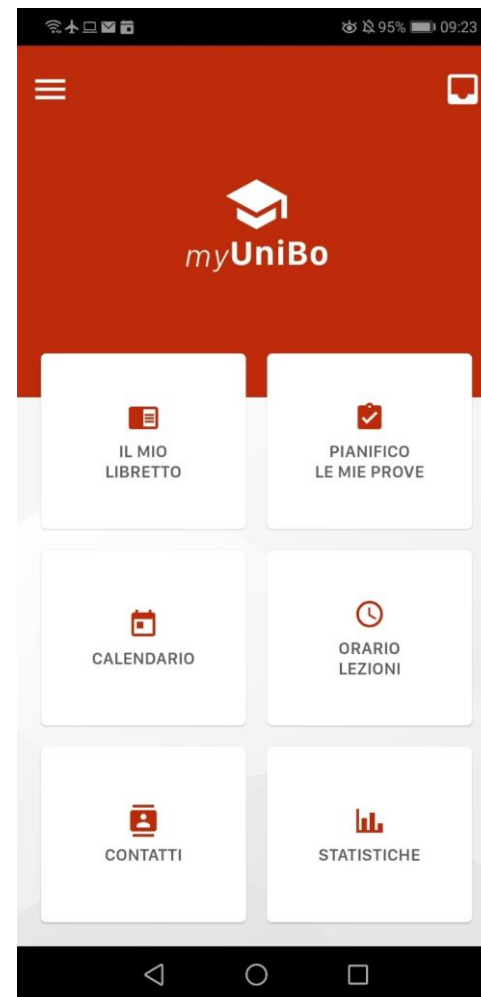 95% 09:23
myUniBo
IL MIO
LIBRETTO
PIANIFICO
LE MIE PROVE
CALENDARIO
ORARIO
LEZIONI
CONTATTI
STATISTICHE